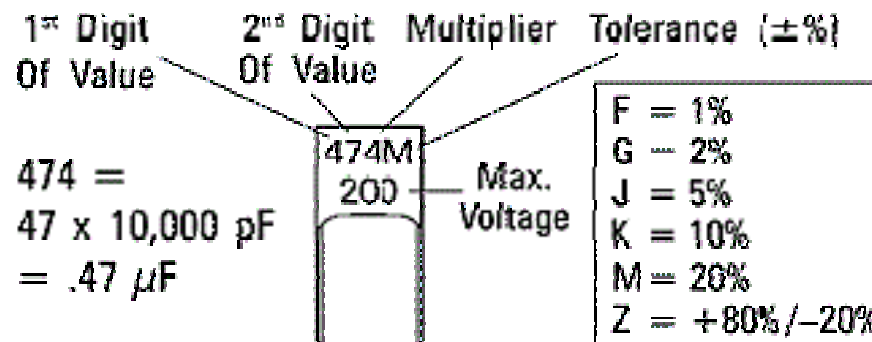 1st Digit Of Value
2nd Digit Of Value
Multiplier
Tolerance (±%)
474M
200
Max. Voltage
474 =
47 x 10,000 pF
= .47 μF
F = 1%
G = 2%
J = 5%
K = 10%
M = 20%
Z = +80%/-20%